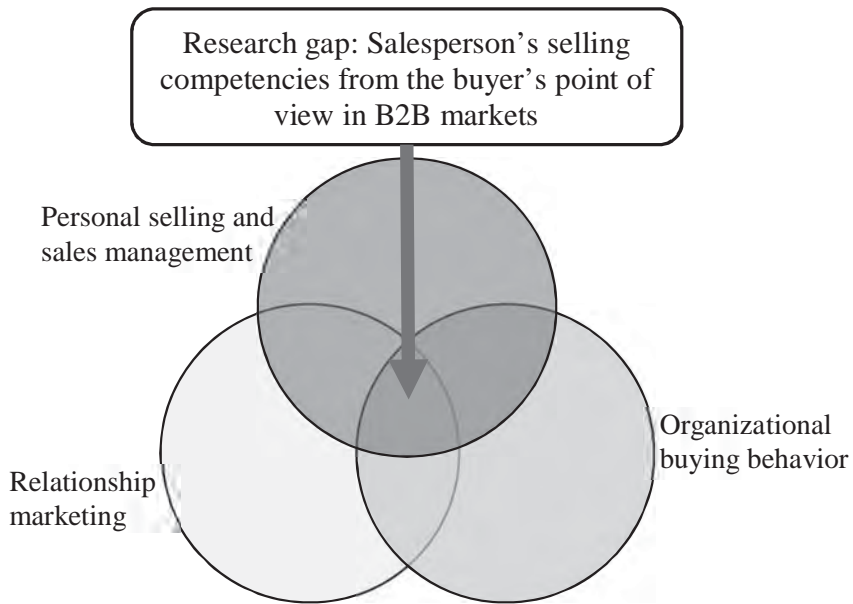 Research gap: Salesperson’s selling
competencies from the buyer’s point of
view in B2B markets
Personal selling and
sales management
Organizational
buying behavior
Relationship
marketing